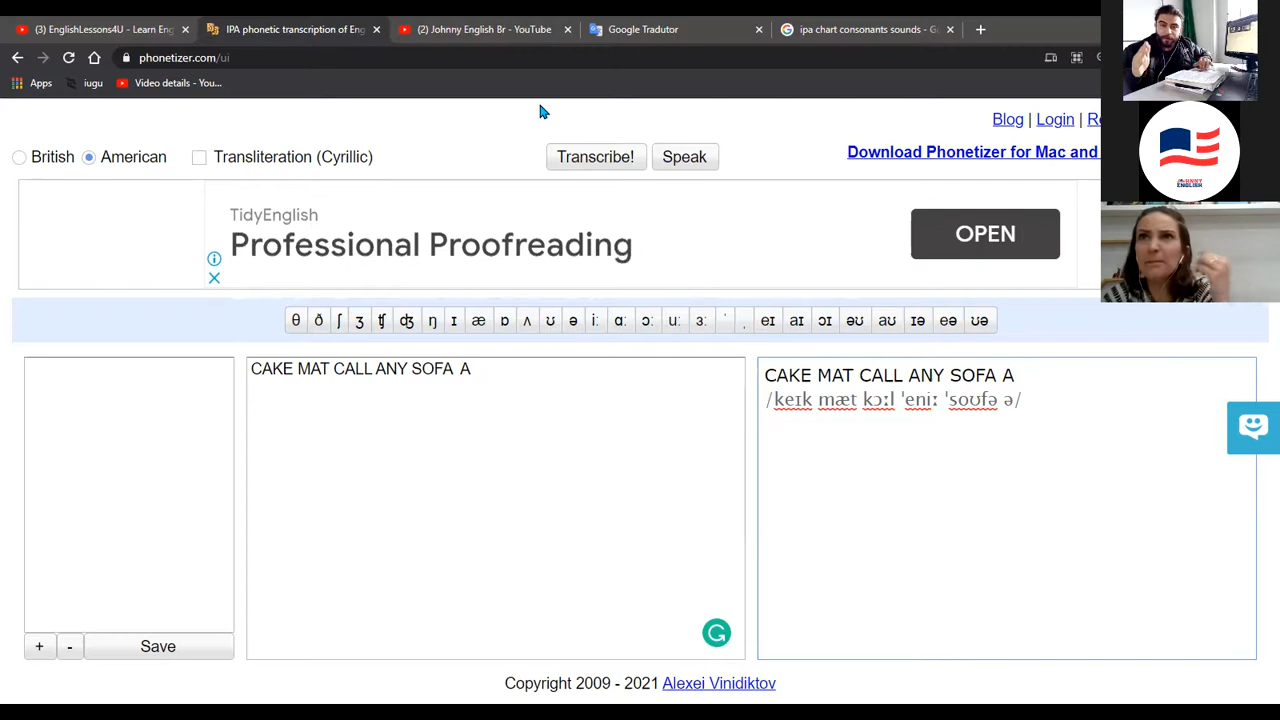 (3) EnglishLessons4U - Learn Eng
IPA phonetic transcription of Eng
(2) Johnny English Br - YouTube
Google Tradutor
ipa chart consonants sounds - G
phonetizer.com/ui
Apps
iugu
Video details - You...
Blog | Login | Re
British
American
Transliteration (Cyrillic)
Transcribe!
Speak
Download Phonetizer for Mac and
JOHNNY
ENGLISH
TidyEnglish
Professional Proofreading
OPEN
θ ð ʃ ʒ ʧ ʤ ŋ ɪ æ ɒ ʌ ʊ ə iː ɑː ɔː uː ɜː ˈ ˌ eɪ aɪ ɔɪ əʊ aʊ ɪə eə ʊə
CAKE MAT CALL ANY SOFA A
CAKE MAT CALL ANY SOFA A
/keɪk mæt kɔːl ˈeniː ˈsoʊfə ə/
+
-
Save
Copyright 2009 - 2021 Alexei Vinidiktov